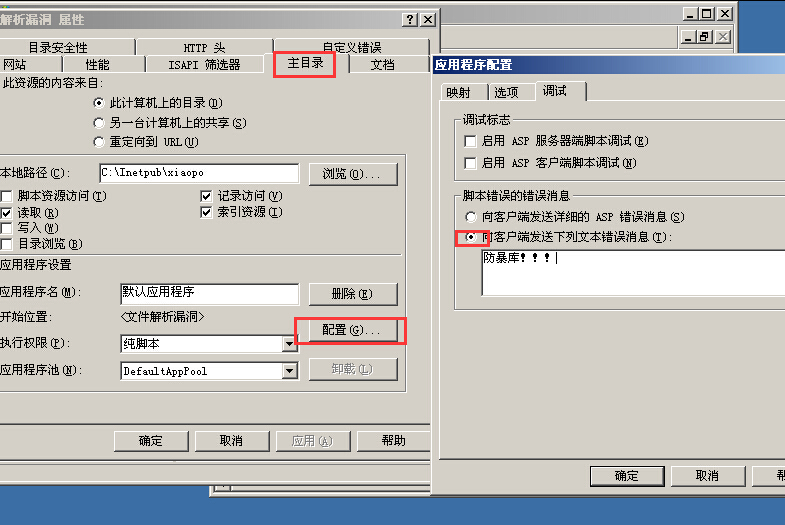 解析漏洞 属性
目录安全性 HTTP 头 自定义错误
网站 性能 ISAPI 筛选器 主目录 文档
此资源的内容来自:
此计算机上的目录(D)
另一台计算机上的共享(S)
重定向到 URL(U)
本地路径(C): C:\Inetpub\xiaopo 浏览(O)...
脚本资源访问(T) 记录访问(V)
读取(R) 索引资源(I)
写入(W)
目录浏览(B)
应用程序设置
应用程序名(M): 默认应用程序 删除(E)
开始位置: <文件解析漏洞>
配置(G)...
执行权限(P): 纯脚本
应用程序池(N): DefaultAppPool 卸载(L)
确定 取消 应用(A) 帮助
应用程序配置
映射 选项 调试
调试标志
启用 ASP 服务器端脚本调试(E)
启用 ASP 客户端脚本调试(N)
脚本错误的错误消息
向客户端发送详细的 ASP 错误消息(S)
向客户端发送下列文本错误消息(T):
防暴库!!!
确定 取消 帮